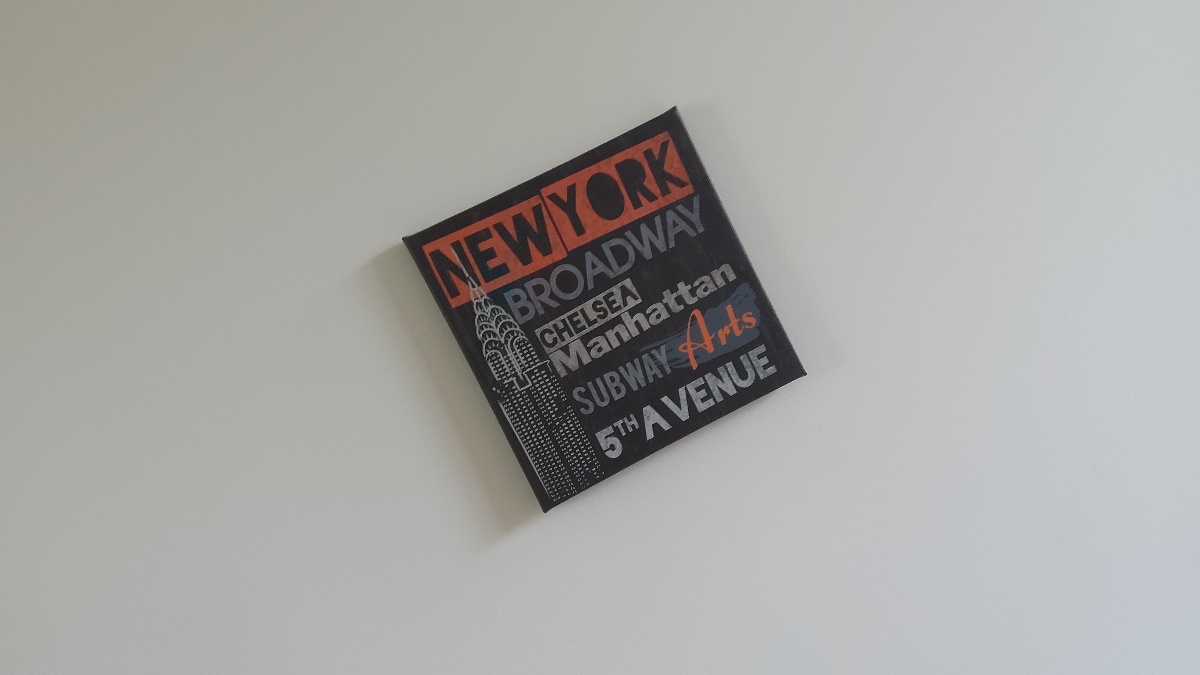 NEW YORK
BROADWAY
CHELSEA
Manhattan
SUBWAY Arts
5TH AVENUE